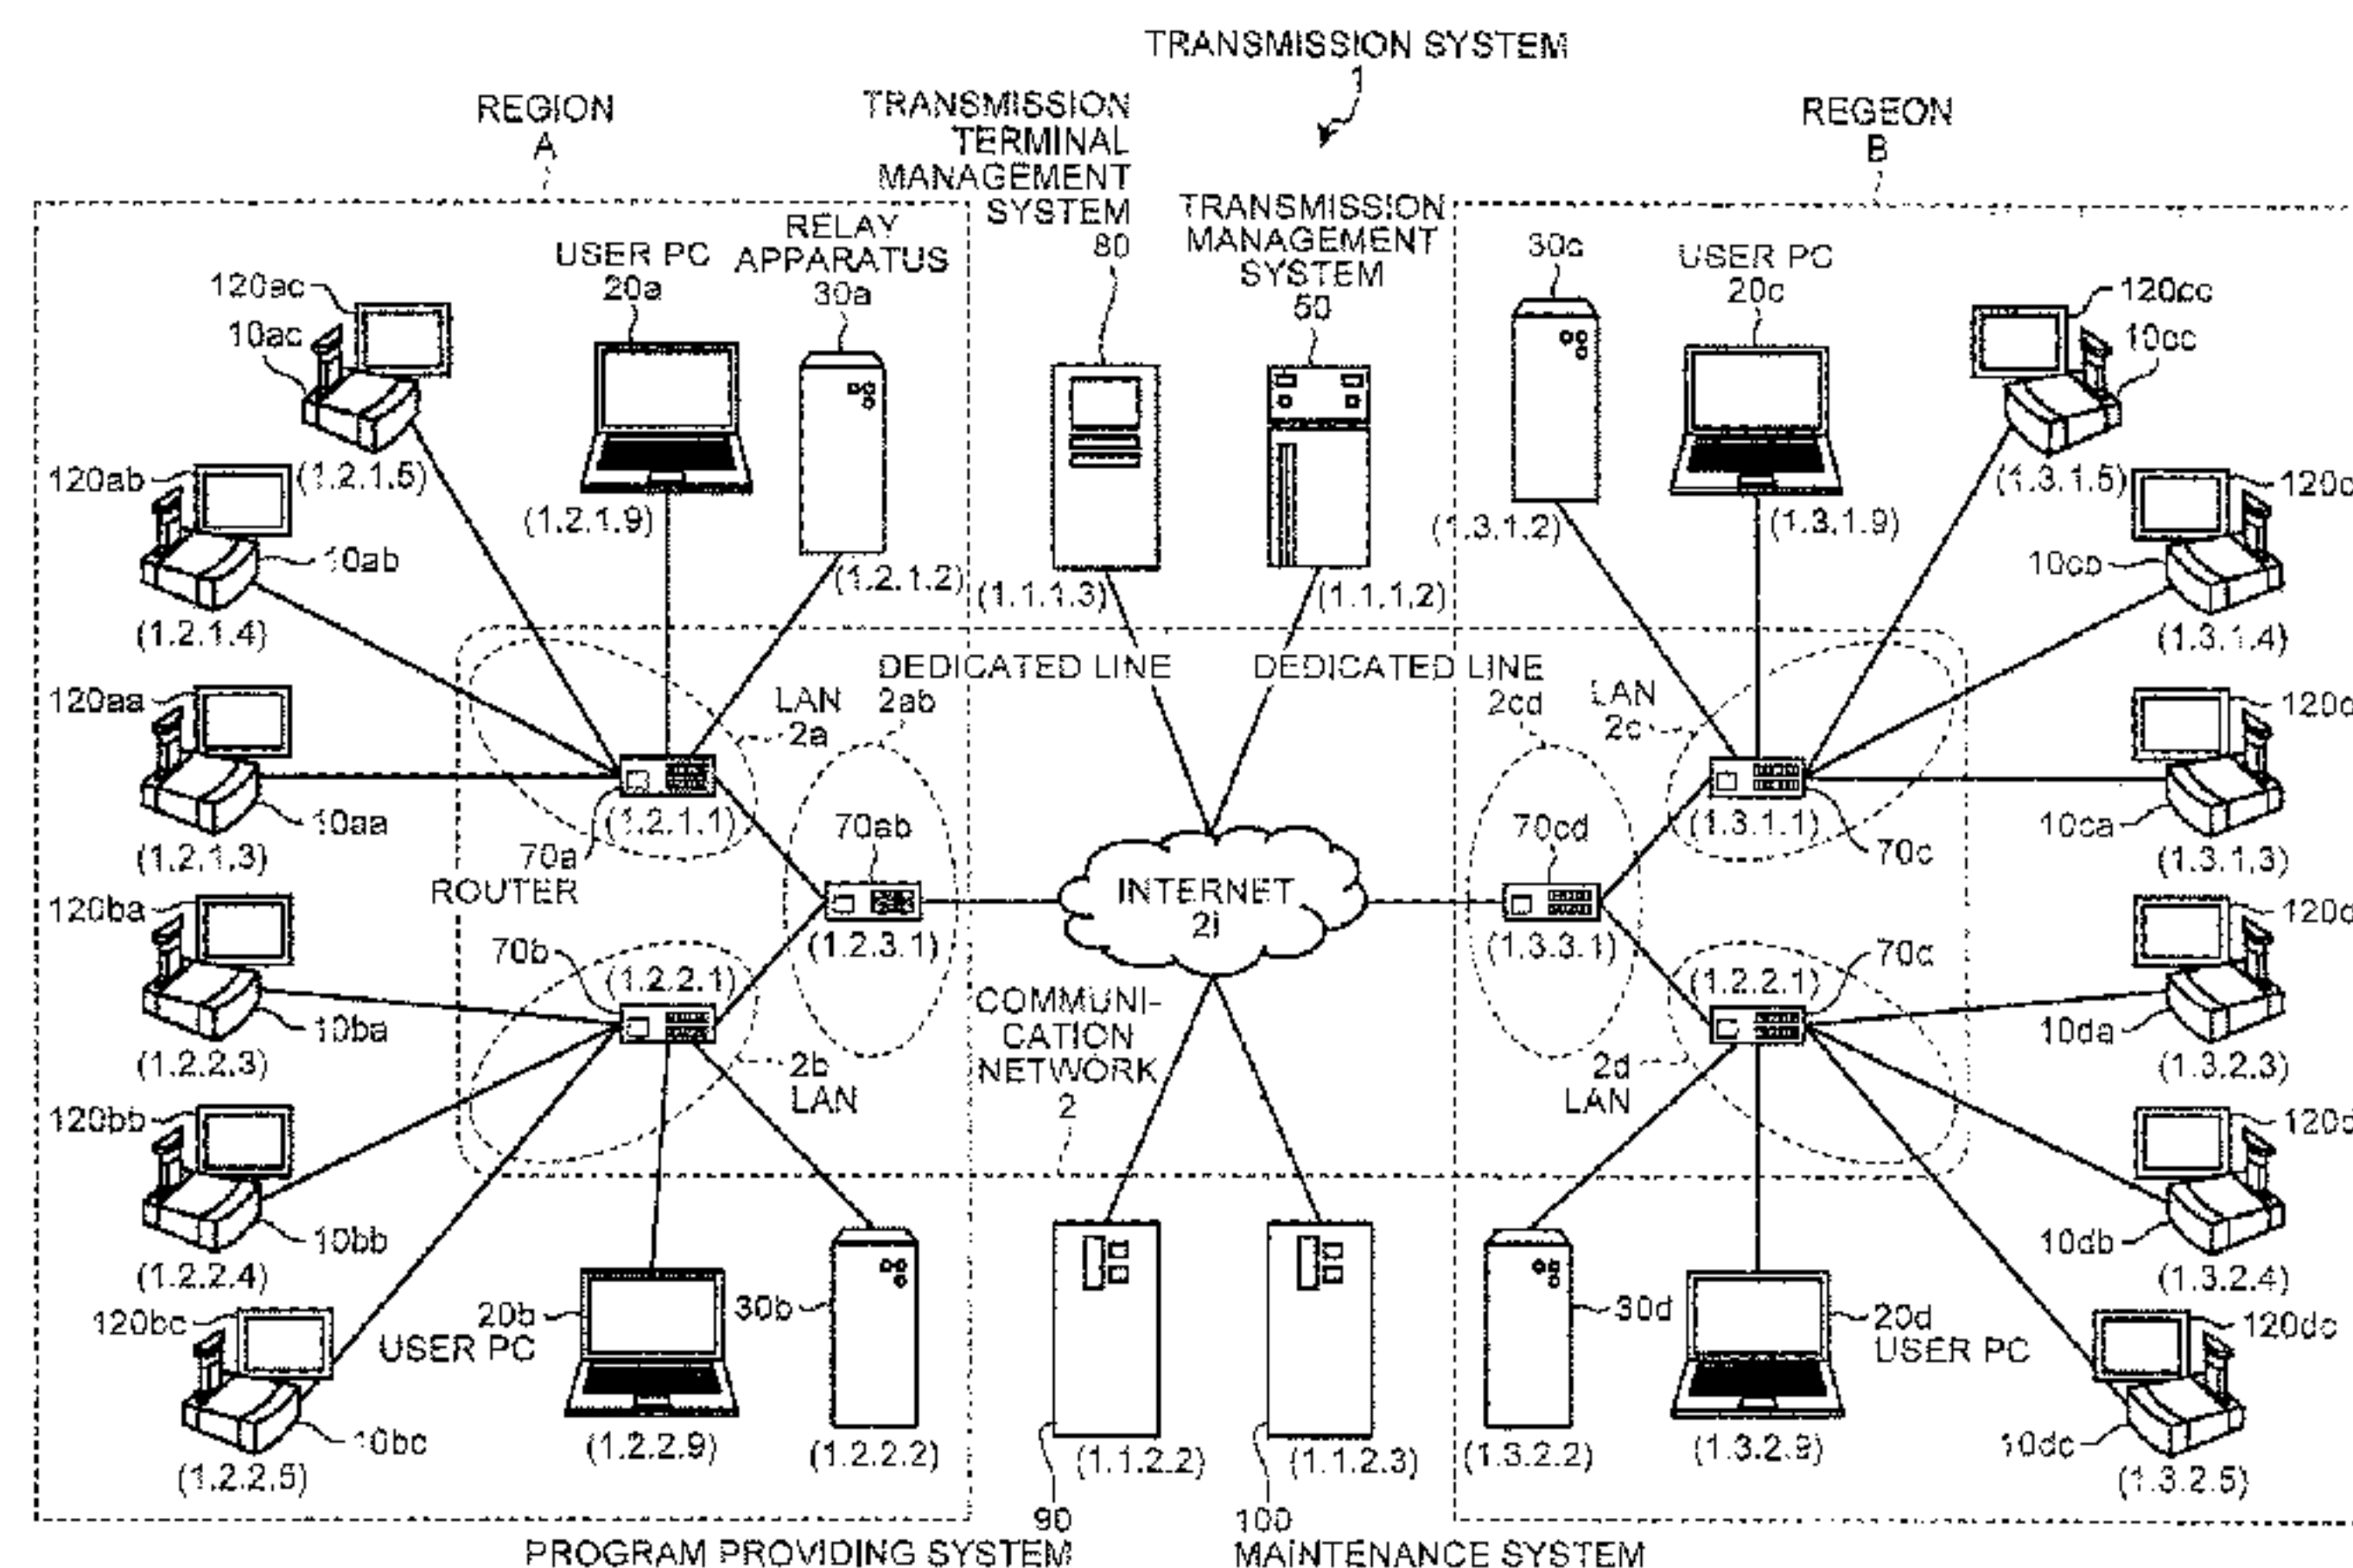 TRANSMISSION SYSTEM
1
REGION
A
TRANSMISSION
TERMINAL
MANAGEMENT
SYSTEM
80
REGEON
B
TRANSMISSION
MANAGEMENT
SYSTEM
50
RELAY
APPARATUS
30a
USER PC
20a
30c
USER PC
20c
120ac
10ac
120cc
10cc
(1.2.1.5)
(1.3.1.5)
120ab
10ab
(1.2.1.4)
(1.2.1.9)
(1.2.1.2)
(1.1.1.3)
(1.1.1.2)
(1.3.1.2)
(1.3.1.9)
10cb
(1.3.1.4)
DEDICATED LINE
2ab
DEDICATED LINE
2cd
LAN
2a
LAN
2c
120aa
10aa
(1.2.1.3)
(1.2.1.1)
70a
ROUTER
70ab
(1.2.3.1)
INTERNET
2i
70cd
(1.3.3.1)
(1.3.1.1)
70c
10ca
(1.3.1.3)
120ba
10ba
(1.2.2.3)
70b
(1.2.2.1)
2b
LAN
COMMUNI-
CATION
NETWORK
2
(1.2.2.1)
70d
2d
LAN
10da
(1.3.2.3)
120bb
10bb
(1.2.2.4)
10db
(1.3.2.4)
120bc
10bc
(1.2.2.5)
20b
USER PC
(1.2.2.9)
30b
(1.2.2.2)
(1.1.2.2)
(1.1.2.3)
30d
(1.3.2.2)
20d
USER PC
(1.3.2.9)
120dc
10dc
(1.3.2.5)
90
PROGRAM PROVIDING SYSTEM
100
MAINTENANCE SYSTEM